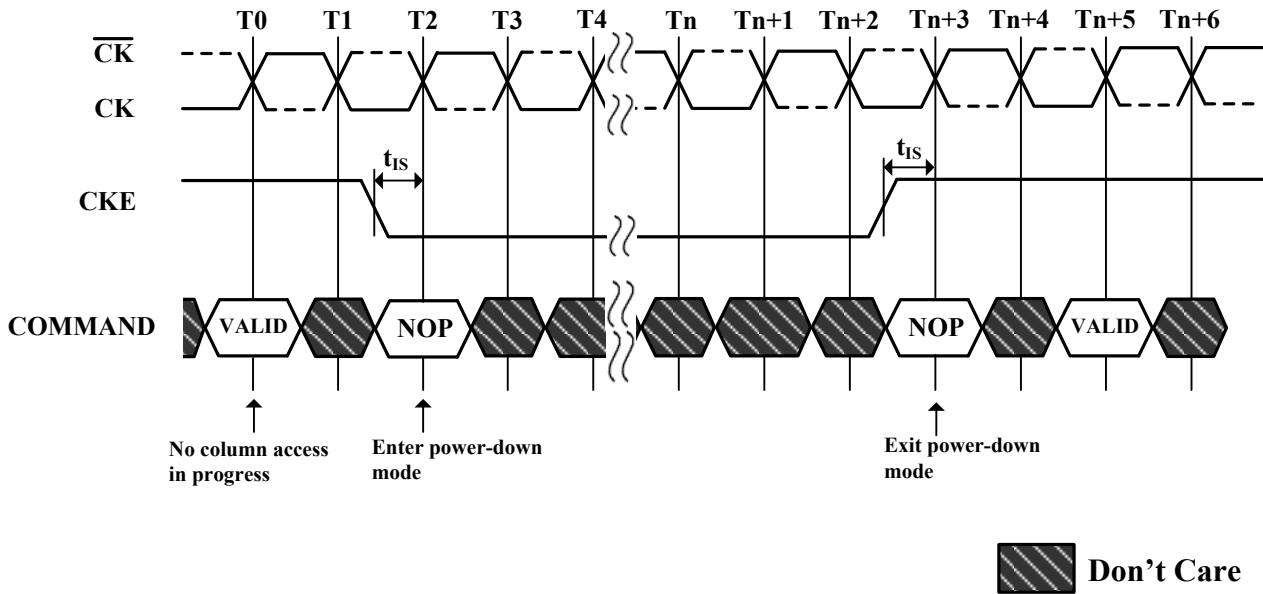 T0 T1 T2 T3 T4 Tn Tn+1 Tn+2 Tn+3 Tn+4 Tn+5 Tn+6
CK
CK
tIS tIS
CKE
COMMAND VALID NOP NOP VALID
No column access
in progress
Enter power-down
mode
Exit power-down
mode
Don't Care